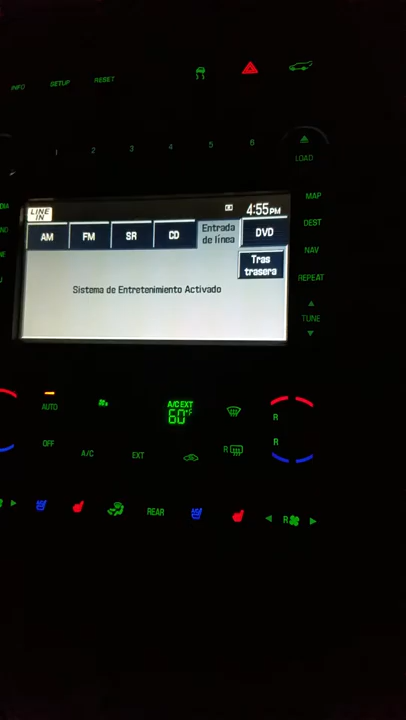 INFO SETUP RESET
1 2 3 4 5 6
LOAD
LINE IN
4:55PM
MAP
AM FM SR CD Entrada de línea DVD
DEST
Tras trasera
NAV
REPEAT
Sistema de Entretenimiento Activado
TUNE
AUTO
A/C EXT
60°F
R
OFF
A/C
EXT
R
R
REAR
R